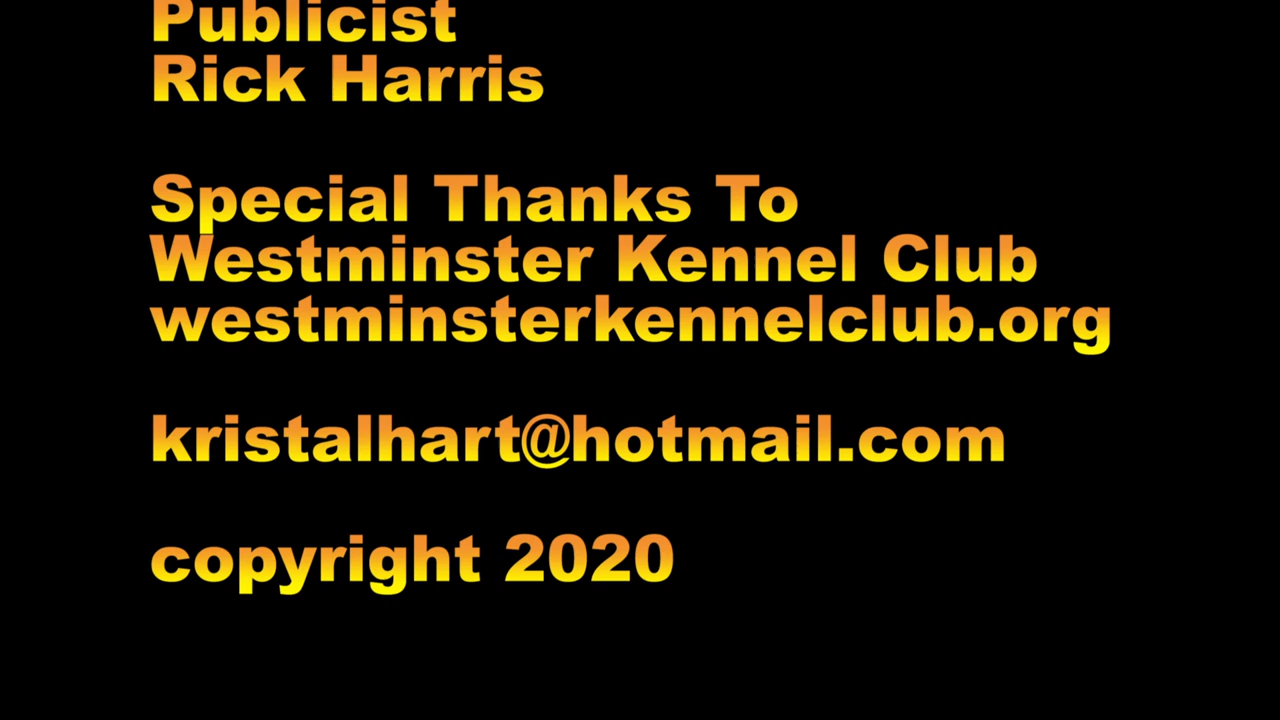 Publicist
Rick Harris
Special Thanks To
Westminster Kennel Club
westminsterkennelclub.org
kristalhart@hotmail.com
copyright 2020